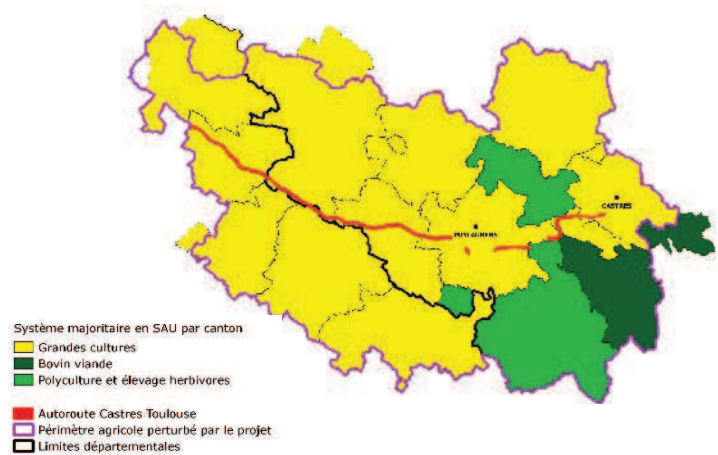 CASTRES
PUYLAURENS
Système majoritaire en SAU par canton
Grandes cultures
Bovin viande
Polyculture et élevage herbivores
Autoroute Castres Toulouse
Périmètre agricole perturbé par le projet
Limites départementales